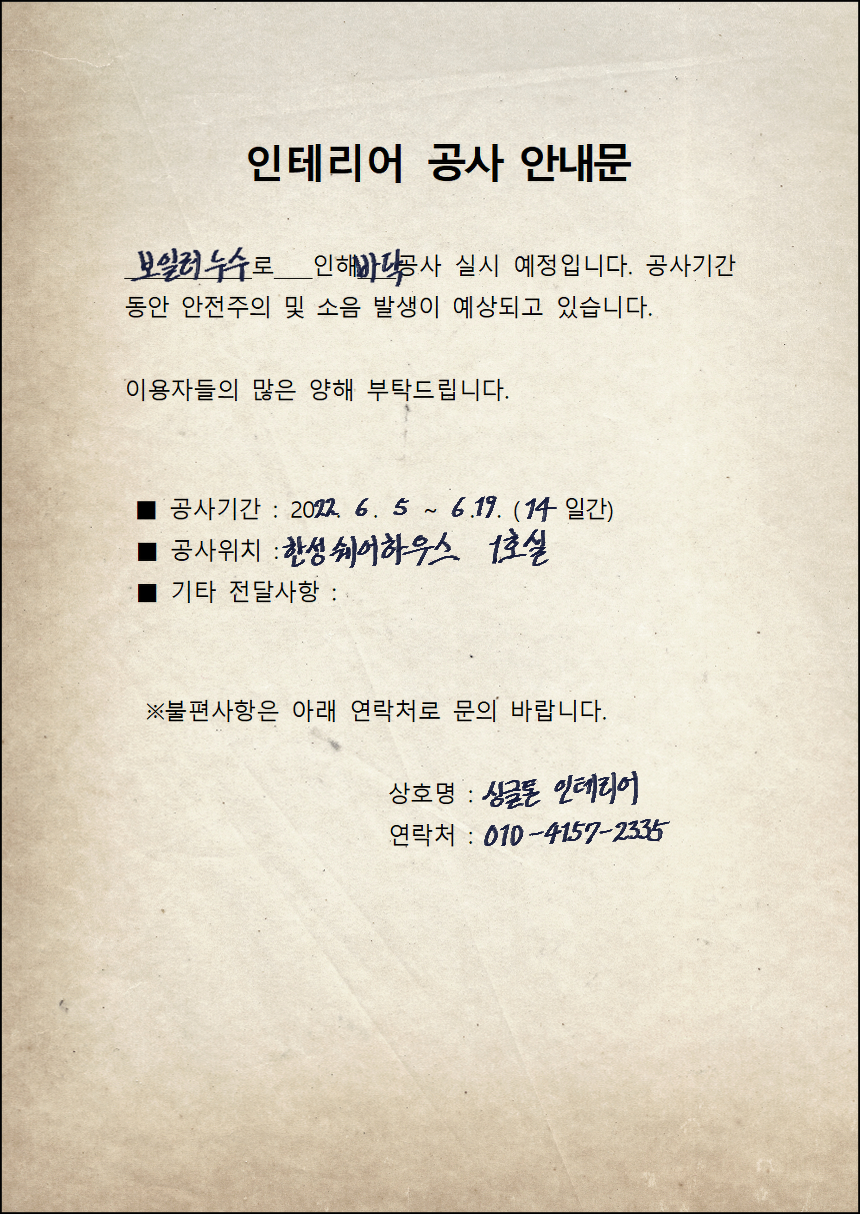 인테리어 공사 안내문
보일러 누수로___인해 바닥공사 실시 예정입니다. 공사기간
동안 안전주의 및 소음 발생이 예상되고 있습니다.
이용자들의 많은 양해 부탁드립니다.
■ 공사기간 : 2022. 6. 5 ~ 6.19. (14 일간)
■ 공사위치 : 한성쉐어하우스 1호실
■ 기타 전달사항 :
※불편사항은 아래 연락처로 문의 바랍니다.
상호명 : 싱글톤 인테리어
연락처 : 010-4157-2335